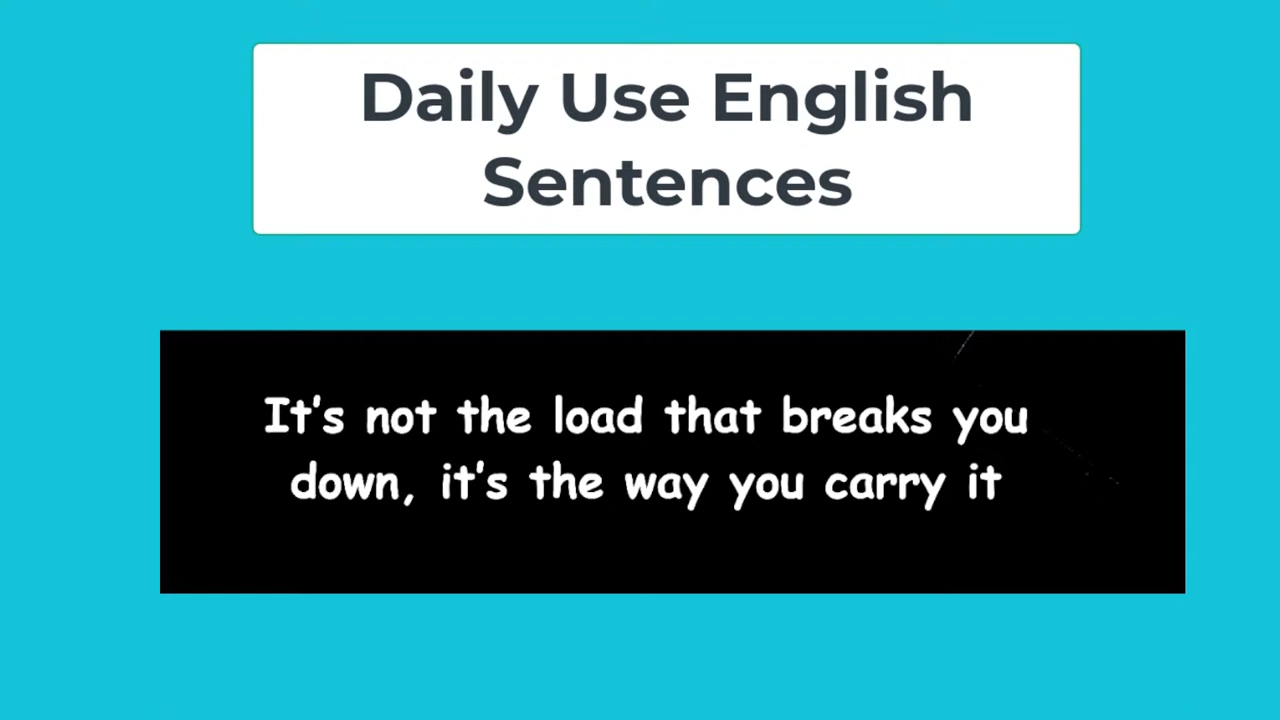 Daily Use English
Sentences
It's not the load that breaks you
down, it's the way you carry it